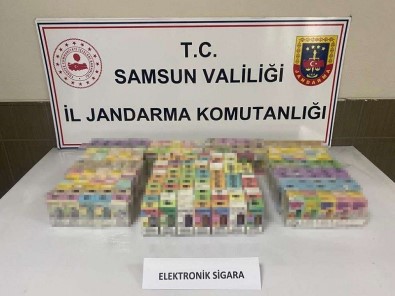 T.C.
SAMSUN VALİLİĞİ
İL JANDARMA KOMUTANLIĞI
ELEKTRONİK SİGARA